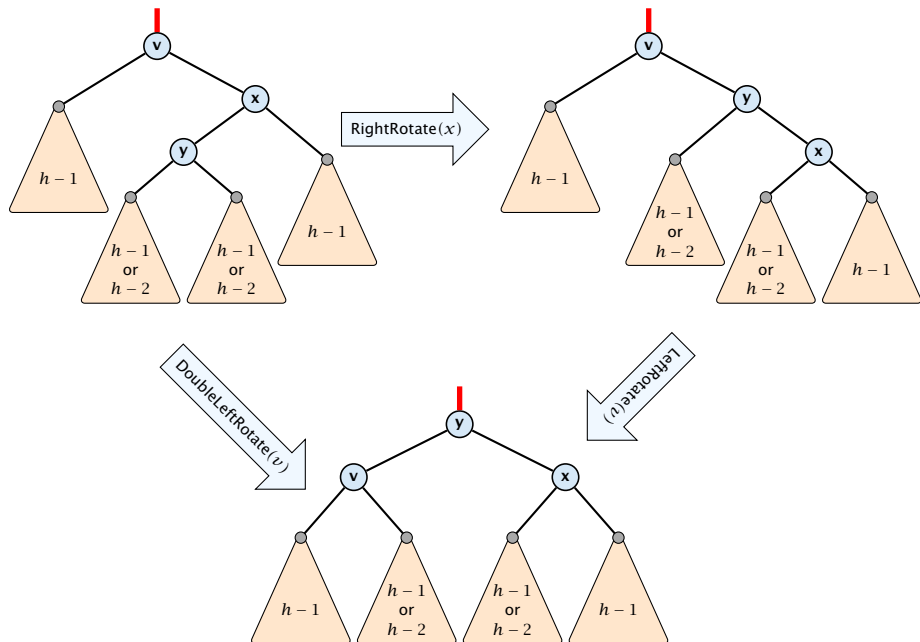 v
v
x
y
RightRotate(x)
y
x
h − 1
h − 1
h − 1
or
h − 2
h − 1
or
h − 2
h − 1
h − 1
or
h − 2
h − 1
or
h − 2
h − 1
DoubleLeftRotate(v)
LeftRotate(v)
y
v
x
h − 1
h − 1
or
h − 2
h − 1
or
h − 2
h − 1